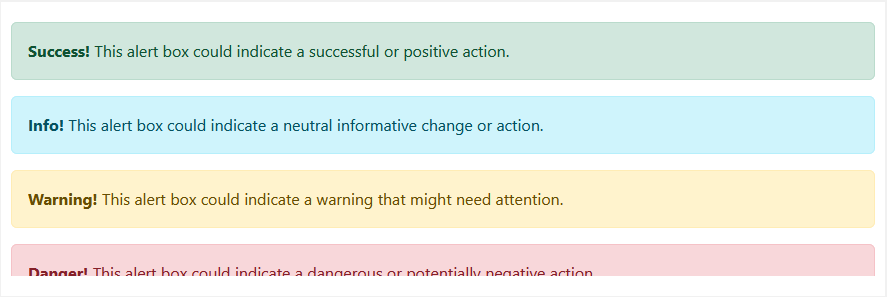 Success! This alert box could indicate a successful or positive action.
Info! This alert box could indicate a neutral informative change or action.
Warning! This alert box could indicate a warning that might need attention.
Danger! This alert box could indicate a dangerous or potentially negative action.